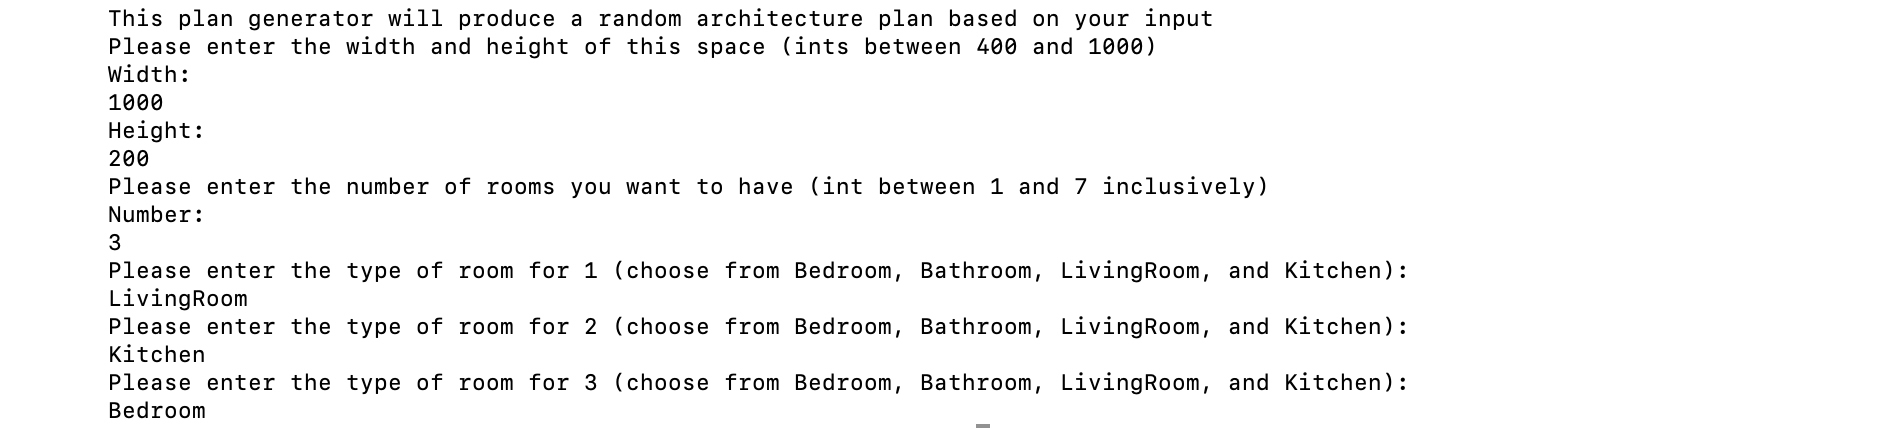 This plan generator will produce a random architecture plan based on your input
Please enter the width and height of this space (ints between 400 and 1000)
Width:
1000
Height:
200
Please enter the number of rooms you want to have (int between 1 and 7 inclusively)
Number:
3
Please enter the type of room for 1 (choose from Bedroom, Bathroom, LivingRoom, and Kitchen):
LivingRoom
Please enter the type of room for 2 (choose from Bedroom, Bathroom, LivingRoom, and Kitchen):
Kitchen
Please enter the type of room for 3 (choose from Bedroom, Bathroom, LivingRoom, and Kitchen):
Bedroom